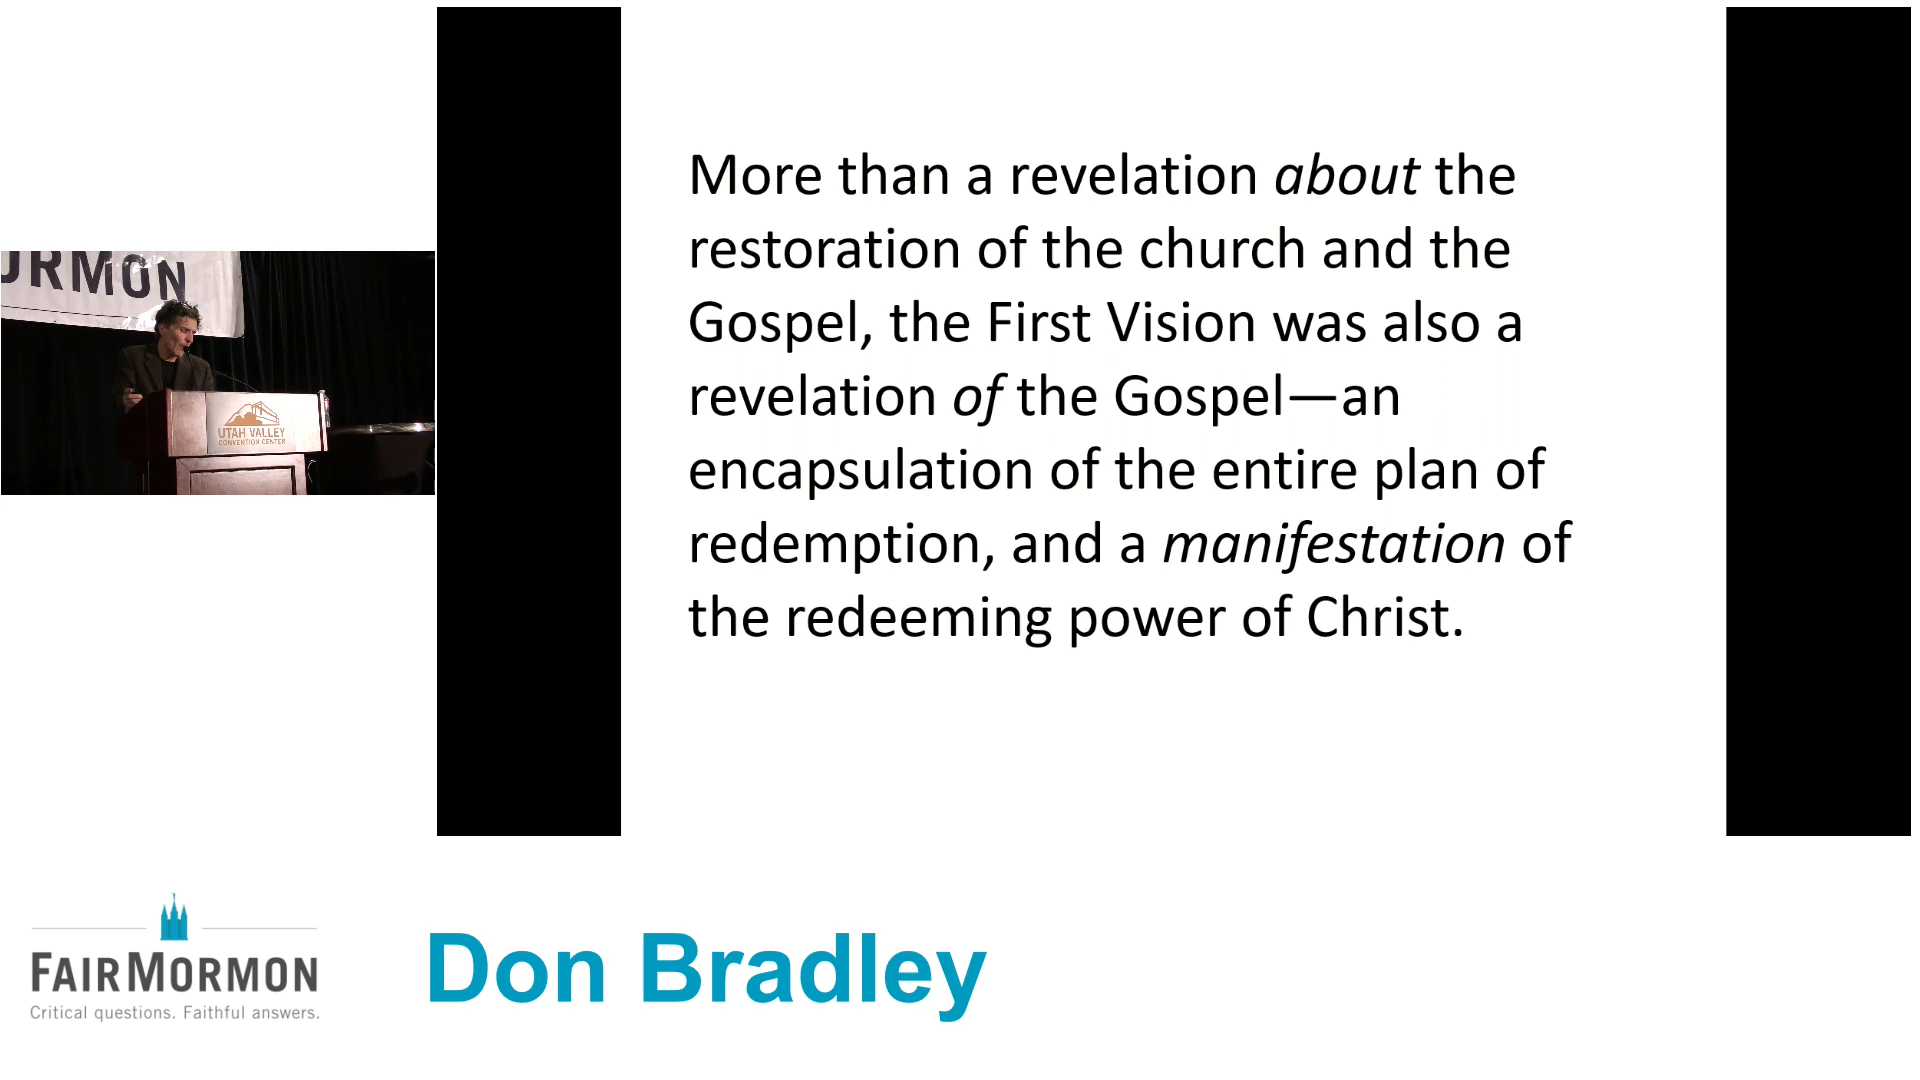 ORMON
UTAH VALLEY
CONVENTION CENTER
More than a revelation about the
restoration of the church and the
Gospel, the First Vision was also a
revelation of the Gospel—an
encapsulation of the entire plan of
redemption, and a manifestation of
the redeeming power of Christ.
FAIRMORMON
Critical questions. Faithful answers.
Don Bradley